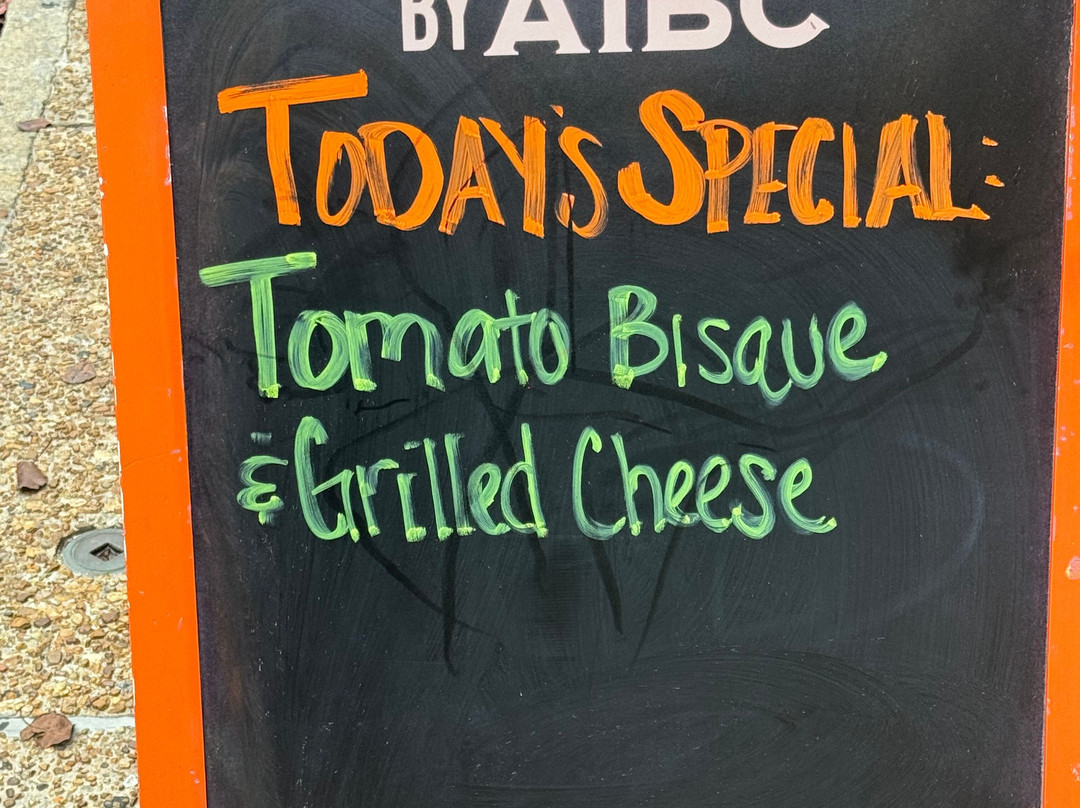 BY ATBC
TODAY'S SPECIAL:
Tomato Bisque
& Grilled Cheese